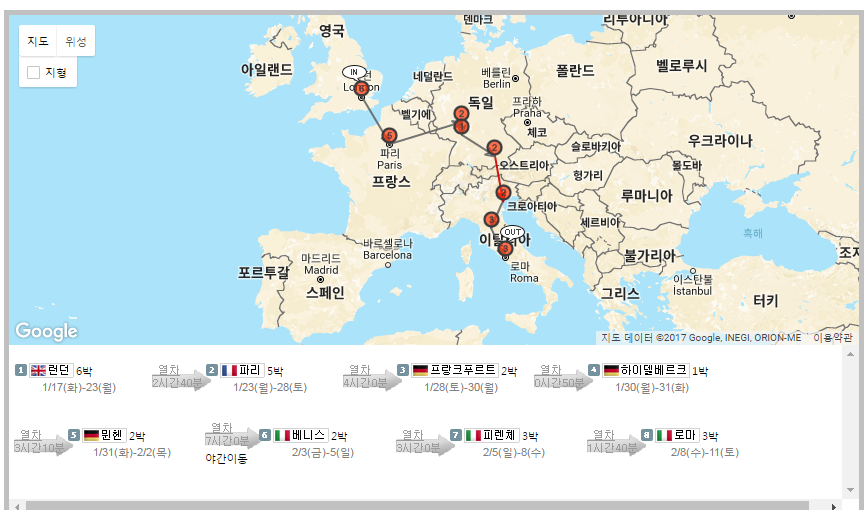 지도 위성
지형
덴마크
리투아니아
영국
아일랜드
IN
런던
London
네덜란드
베를린
Berlin
폴란드
벨로루시
벨기에
독일
프라한
Praha
체코
우크라이나
파리
Paris
프랑스
슬로바키아
오스트리아
헝가리
몰도바
루마니아
크로아티아
세르비아
OUT
이탈리아
흑해
바르셀로나
Barcelona
마드리드
Madrid
포르투갈
스페인
로마
Roma
불가리아
조지
이스탄불
İstanbul
그리스
터키
6
5
2
1
2
2
3
3
Google
지도 데이터 ©2017 Google, INEGI, ORION-ME 이용약관
1 런던 6박 열차 2시간40분 2 파리 5박 열차 4시간0분 3 프랑크푸르트 2박 열차 0시간50분 4 하이델베르크 1박
1/17(화)-23(월) 1/23(월)-28(토) 1/28(토)-30(월) 1/30(월)-31(화)
열차 3시간10분 5 뮌헨 2박 열차 7시간0분 6 베니스 2박 열차 3시간0분 7 피렌체 3박 열차 1시간40분 8 로마 3박
1/31(화)-2/2(목) 야간이동 2/3(금)-5(일) 2/5(일)-8(수) 2/8(수)-11(토)